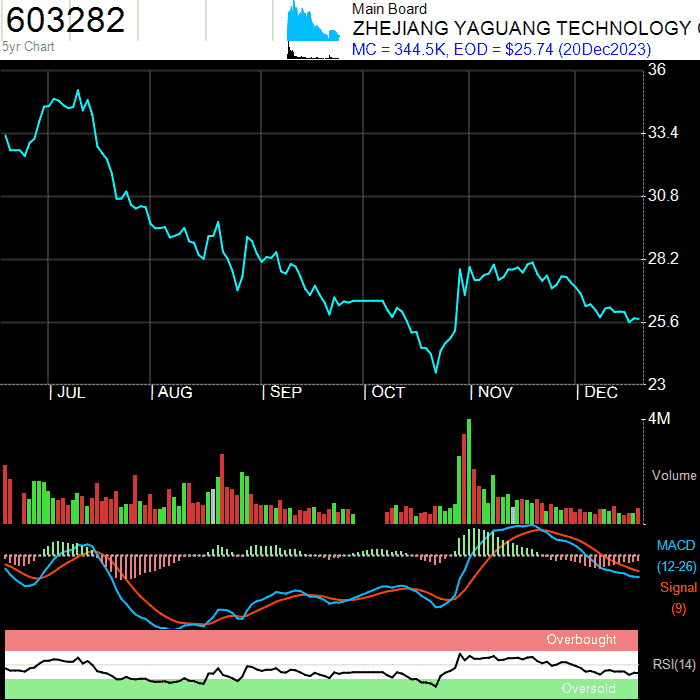 603282
5yr Chart
Main Board
ZHEJIANG YAGUANG TECHNOLOGY
MC = 344.5K, EOD = $25.74 (20Dec2023)
36
33.4
30.8
28.2
25.6
23
JUL AUG SEP OCT NOV DEC
4M
Volume
MACD
(12-26)
Signal
(9)
Overbought
RSI(14)
Oversold